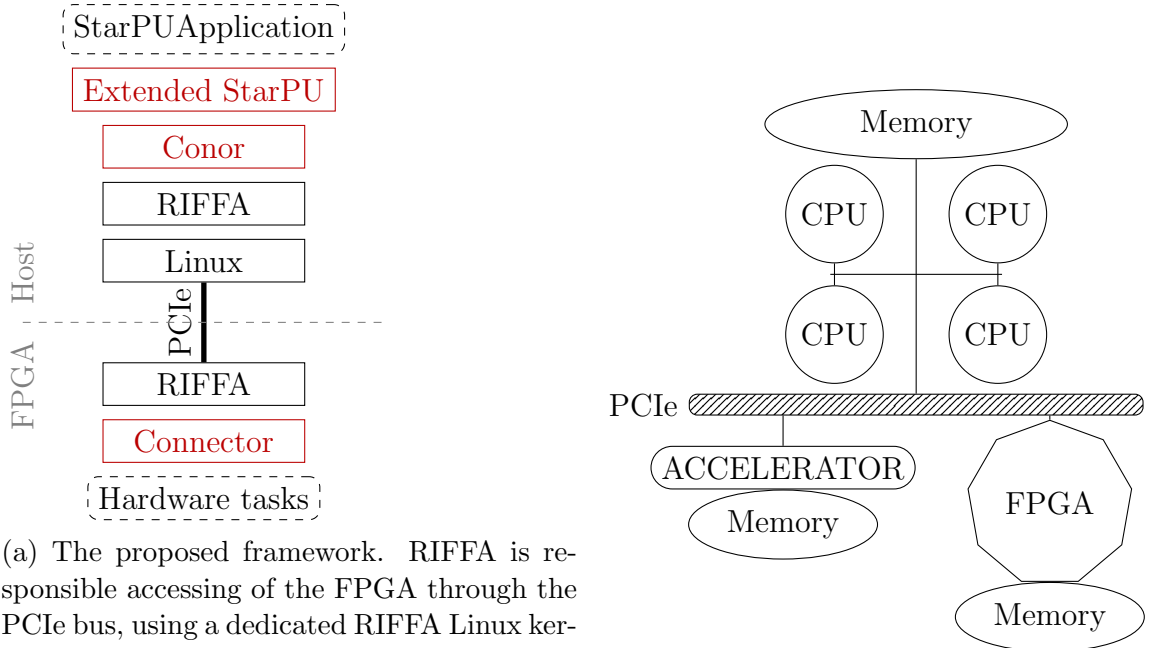 StarPUApplication
Extended StarPU
Conor
RIFFA
Linux
Host
PCIe
FPGA
RIFFA
Connector
Hardware tasks
(a) The proposed framework. RIFFA is re-
sponsible accessing of the FPGA through the
PCIe bus, using a dedicated RIFFA Linux ker-
Memory
CPU CPU
CPU CPU
PCIe
ACCELERATOR
Memory
FPGA
Memory